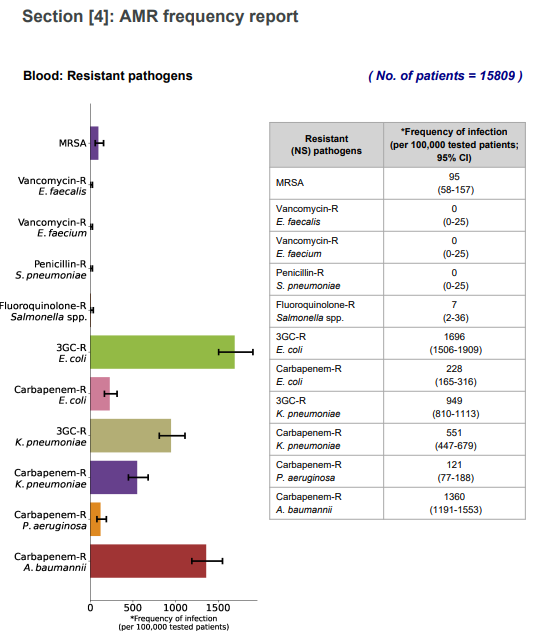 Section [4]: AMR frequency report
Blood: Resistant pathogens
( No. of patients = 15809 )
MRSA
Vancomycin-R
E. faecalis
Vancomycin-R
E. faecium
Penicillin-R
S. pneumoniae
Fluoroquinolone-R
Salmonella spp.
3GC-R
E. coli
Carbapenem-R
E. coli
3GC-R
K. pneumoniae
Carbapenem-R
K. pneumoniae
Carbapenem-R
P. aeruginosa
Carbapenem-R
A. baumannii
0 500 1000 1500
*Frequency of infection
(per 100,000 tested patients)
Resistant
(NS) pathogens
*Frequency of infection
(per 100,000 tested patients;
95% CI)
MRSA
95
(58-157)
Vancomycin-R
E. faecalis
0
(0-25)
Vancomycin-R
E. faecium
0
(0-25)
Penicillin-R
S. pneumoniae
0
(0-25)
Fluoroquinolone-R
Salmonella spp.
7
(2-36)
3GC-R
E. coli
1696
(1506-1909)
Carbapenem-R
E. coli
228
(165-316)
3GC-R
K. pneumoniae
949
(810-1113)
Carbapenem-R
K. pneumoniae
551
(447-679)
Carbapenem-R
P. aeruginosa
121
(77-188)
Carbapenem-R
A. baumannii
1360
(1191-1553)